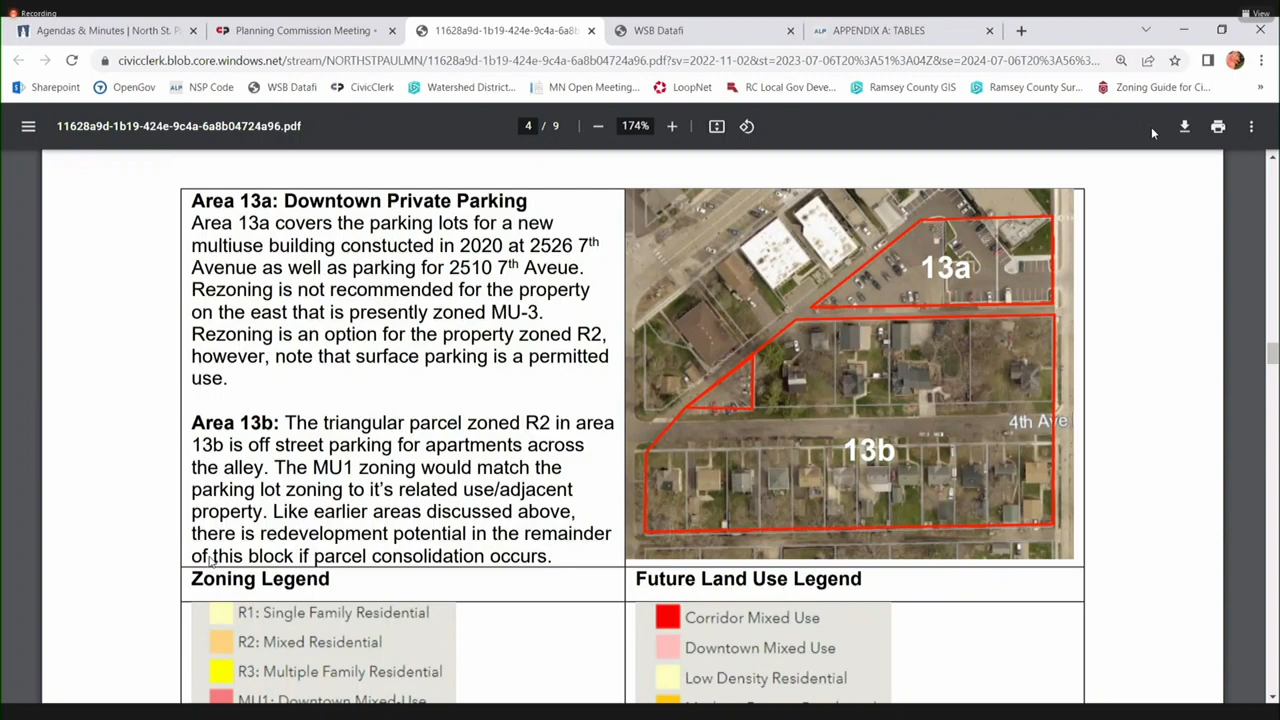 Recording
View
Agendas & Minutes | North St. P
Planning Commission Meeting •
11628a9d-1b19-424e-9c4a-6a8b
WSB Datafi
ALP
APPENDIX A: TABLES
civicclerk.blob.core.windows.net/stream/NORTHSTPAULMN/11628a9d-1b19-424e-9c4a-6a8b04724a96.pdf?sv=2022-11-02&st=2023-07-06T20%3A51%3A04Z&se=2024-07-06T20%3A56%3...
Sharepoint
OpenGov
ALP NSP Code
WSB Datafi
CivicClerk
Watershed District...
MN Open Meeting...
LoopNet
RC Local Gov Deve...
Ramsey County GIS
Ramsey County Sur...
Zoning Guide for Ci...
11628a9d-1b19-424e-9c4a-6a8b04724a96.pdf
4 / 9
174%
Area 13a: Downtown Private Parking
Area 13a covers the parking lots for a new
multiuse building constucted in 2020 at 2526 7th
Avenue as well as parking for 2510 7th Aveue.
Rezoning is not recommended for the property
on the east that is presently zoned MU-3.
Rezoning is an option for the property zoned R2,
however, note that surface parking is a permitted
use.
Area 13b: The triangular parcel zoned R2 in area
13b is off street parking for apartments across
the alley. The MU1 zoning would match the
parking lot zoning to it's related use/adjacent
property. Like earlier areas discussed above,
there is redevelopment potential in the remainder
of this block if parcel consolidation occurs.
13a
4th Ave
13b
Zoning Legend
Future Land Use Legend
R1: Single Family Residential
R2: Mixed Residential
R3: Multiple Family Residential
MU1: Downtown Mixed-Use
Corridor Mixed Use
Downtown Mixed Use
Low Density Residential